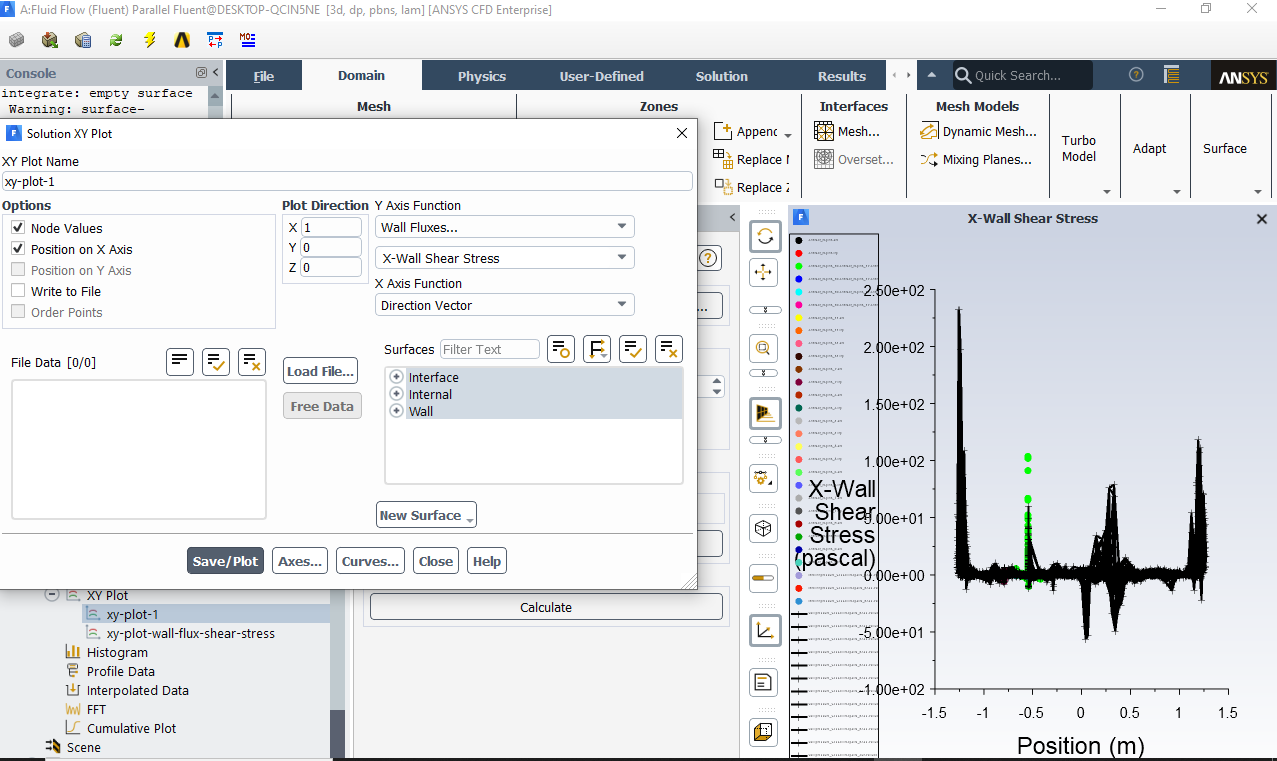 A:Fluid Flow (Fluent) Parallel Fluent@DESKTOP-QCIN5NE [3d, dp, pbns, lam] [ANSYS CFD Enterprise]
Console
File
Domain
Physics
User-Defined
Solution
Results
Quick Search...
ANSYS
integrate: empty surface
Warning: surface-
Mesh
Zones
Interfaces
Mesh Models
Append
Mesh...
Dynamic Mesh...
Replace
Overset...
Mixing Planes...
Replace
Turbo
Model
Adapt
Surface
Solution XY Plot
XY Plot Name
xy-plot-1
Options
Node Values
Position on X Axis
Position on Y Axis
Write to File
Order Points
Plot Direction
X 1
Y 0
Z 0
Y Axis Function
Wall Fluxes...
X-Wall Shear Stress
X Axis Function
Direction Vector
File Data [0/0]
Load File...
Free Data
Surfaces
Filter Text
Interface
Internal
Wall
New Surface
Save/Plot
Axes...
Curves...
Close
Help
XY Plot
xy-plot-1
xy-plot-wall-flux-shear-stress
Histogram
Profile Data
Interpolated Data
FFT
Cumulative Plot
Scene
Calculate
X-Wall Shear Stress
2.50e+02
2.00e+02
1.50e+02
1.00e+02
5.00e+01
0.00e+00
-5.00e+01
-1.00e+02
X-Wall
Shear
Stress
(pascal)
-1.5
-1
-0.5
0
0.5
1
1.5
Position (m)